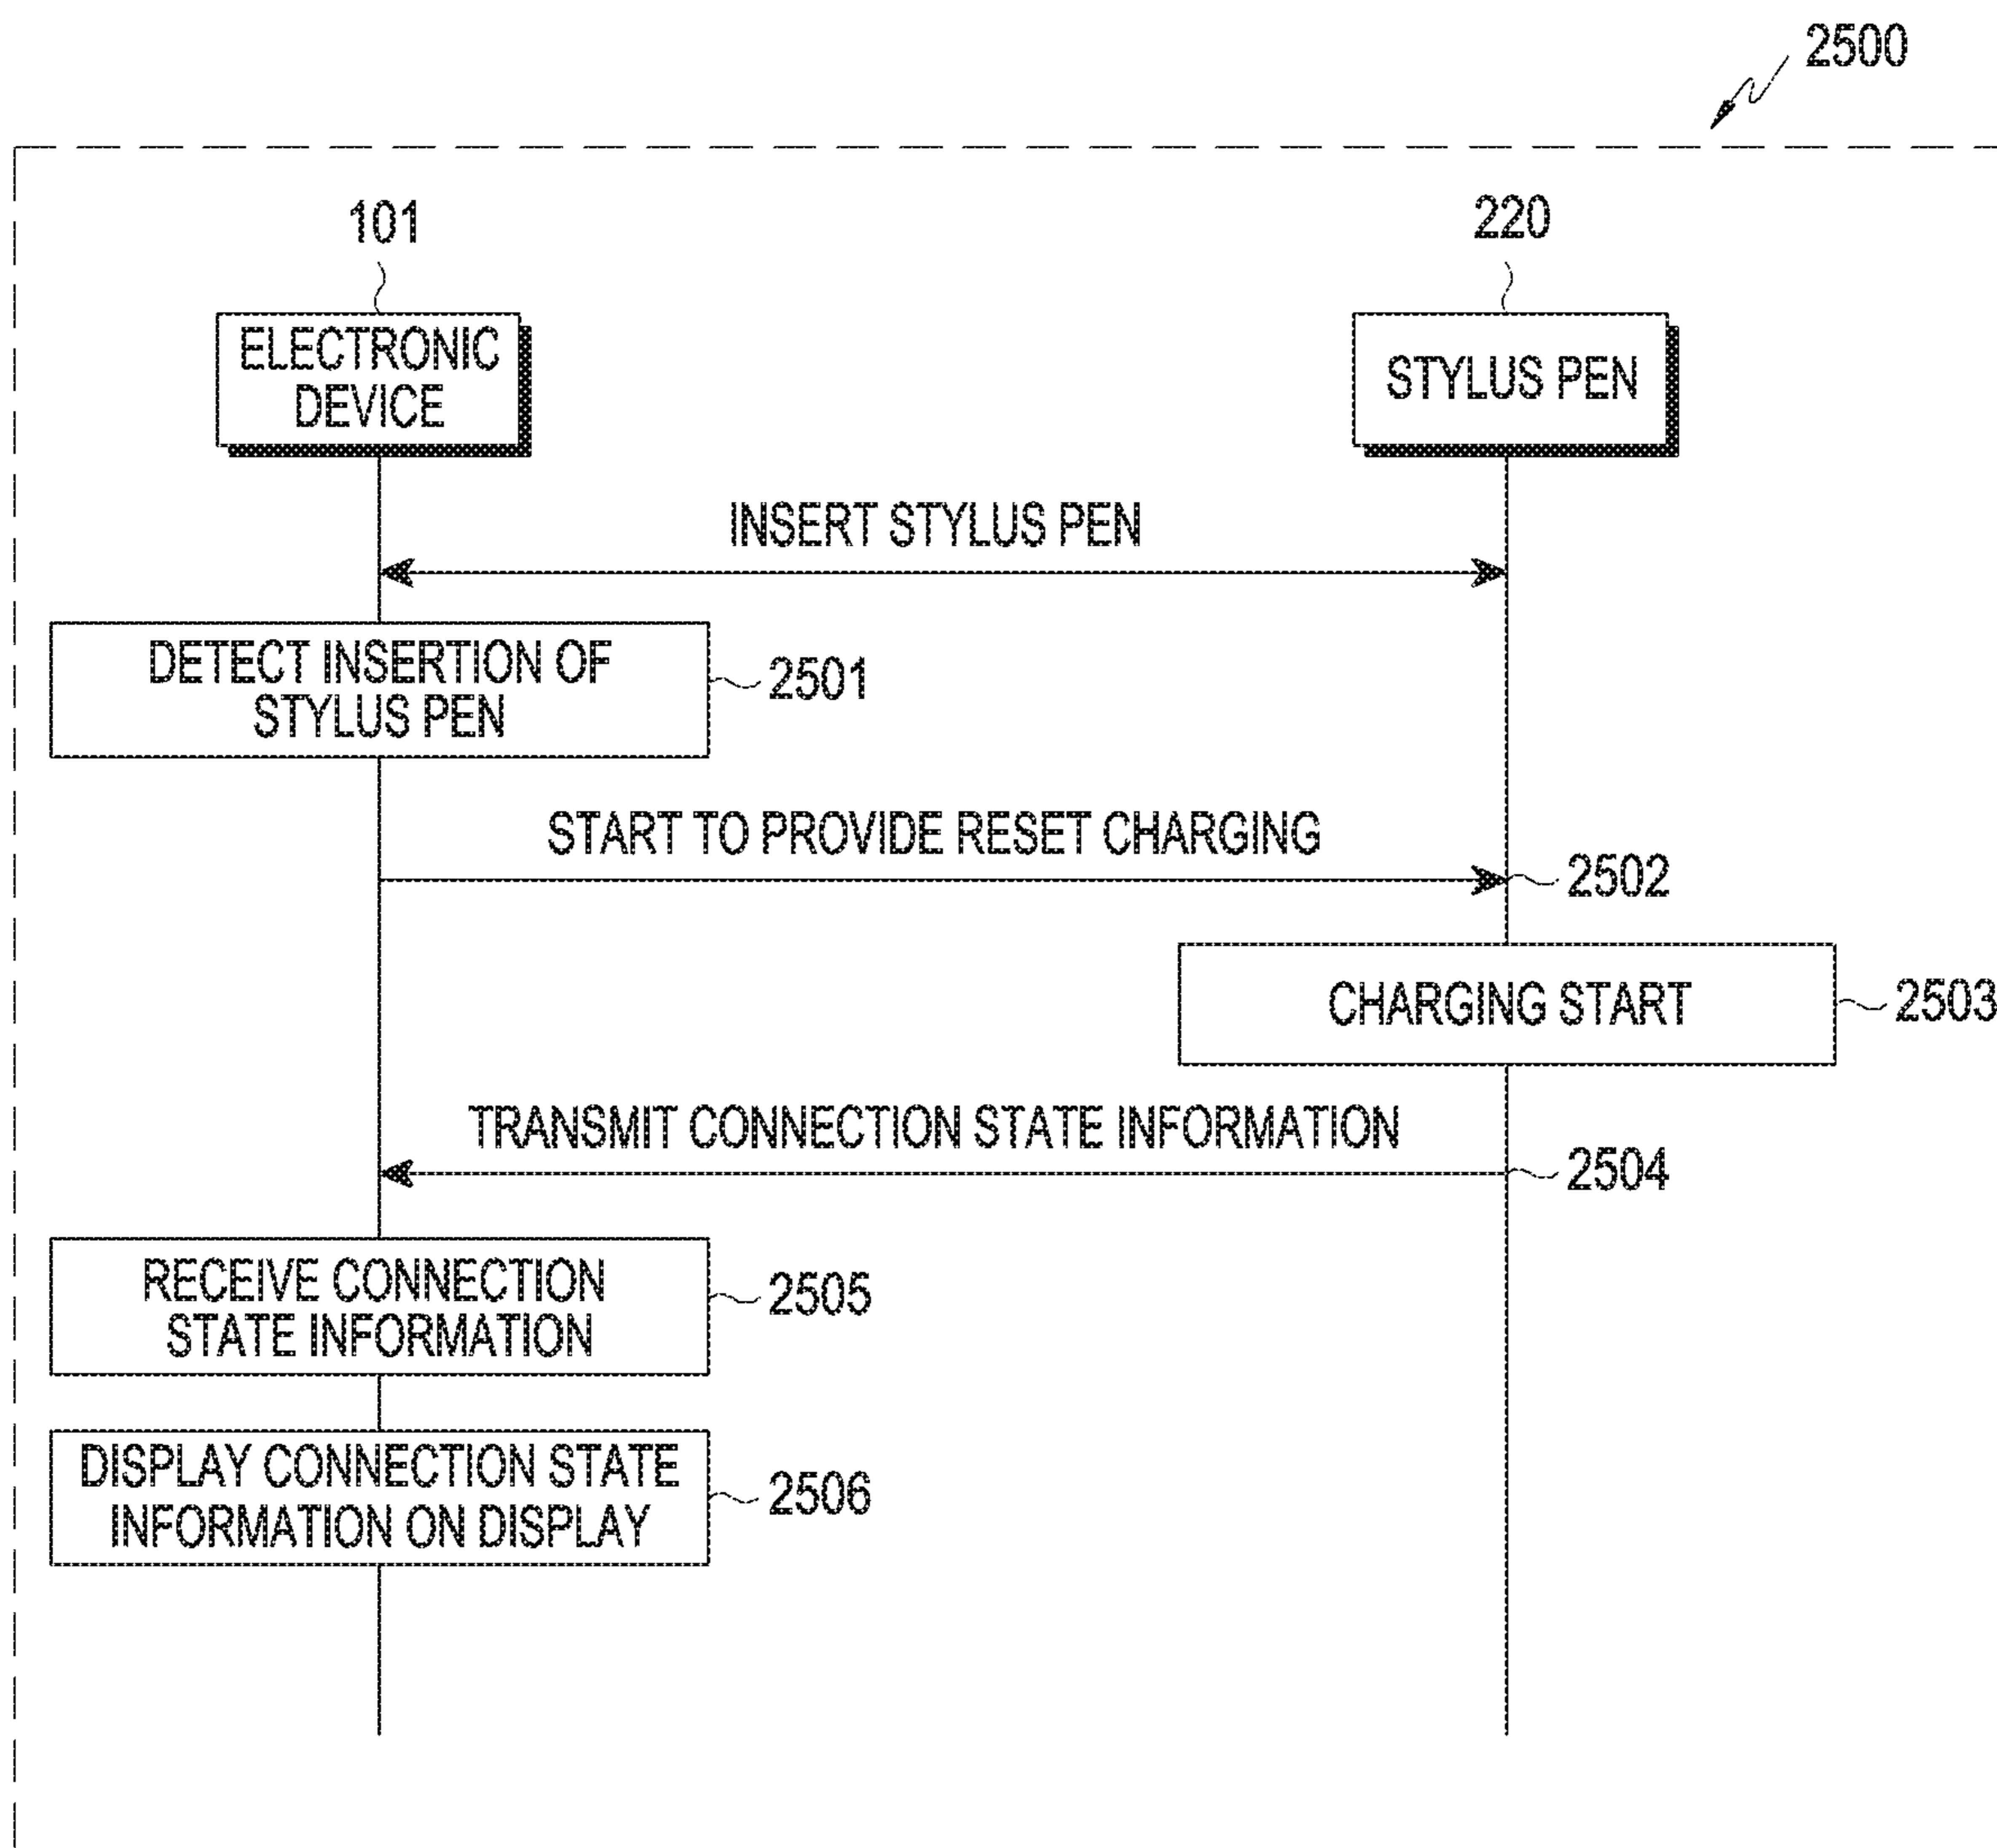 2500
101
220
ELECTRONIC
DEVICE
STYLUS PEN
INSERT STYLUS PEN
DETECT INSERTION OF
STYLUS PEN
2501
START TO PROVIDE RESET CHARGING
2502
CHARGING START
2503
TRANSMIT CONNECTION STATE INFORMATION
2504
RECEIVE CONNECTION
STATE INFORMATION
2505
DISPLAY CONNECTION STATE
INFORMATION ON DISPLAY
2506